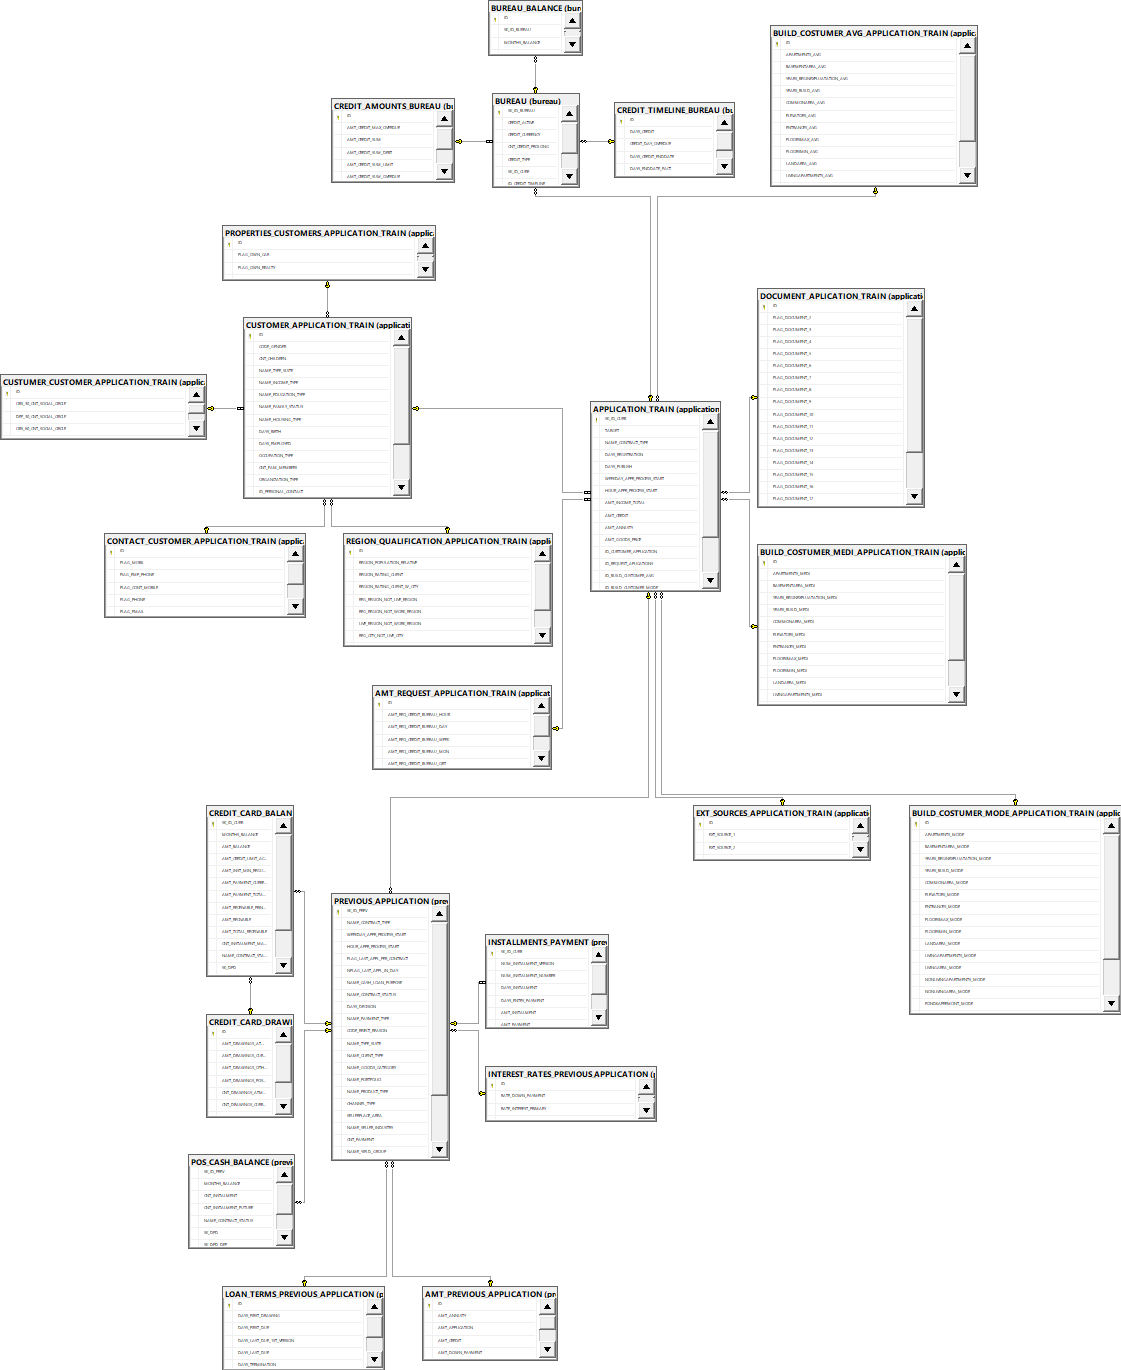 BUREAU_BALANCE (bur
ID
SK_ID_BUREAU
MONTHS_BALANCE
BUILD_COSTUMER_AVG_APPLICATION_TRAIN (applic
ID
APARTMENTS_AVG
BASEMENTAREA_AVG
YEARS_BEGINEXPLUATATION_AVG
YEARS_BUILD_AVG
COMMONAREA_AVG
ELEVATORS_AVG
ENTRANCES_AVG
FLOORSMAX_AVG
FLOORSMIN_AVG
LANDAREA_AVG
LIVINGAPARTMENTS_AVG
CREDIT_AMOUNTS_BUREAU (bu
ID
AMT_CREDIT_MAX_OVERDUE
AMT_CREDIT_SUM
AMT_CREDIT_SUM_DEBT
AMT_CREDIT_SUM_LIMIT
AMT_CREDIT_SUM_OVERDUE
BUREAU (bureau)
SK_ID_BUREAU
CREDIT_ACTIVE
CREDIT_CURRENCY
CNT_CREDIT_PROLONG
CREDIT_TYPE
SK_ID_CURR
ID_CREDIT_TIMELINE
CREDIT_TIMELINE_BUREAU (bu
ID
DAYS_CREDIT
CREDIT_DAY_OVERDUE
DAYS_CREDIT_ENDDATE
DAYS_ENDDATE_FACT
PROPERTIES_CUSTOMERS_APPLICATION_TRAIN (applic
ID
FLAG_OWN_CAR
FLAG_OWN_REALTY
CUSTOMER_APPLICATION_TRAIN (applicati
ID
CODE_GENDER
CNT_CHILDREN
NAME_TYPE_SUITE
NAME_INCOME_TYPE
NAME_EDUCATION_TYPE
NAME_FAMILY_STATUS
NAME_HOUSING_TYPE
DAYS_BIRTH
DAYS_EMPLOYED
OCCUPATION_TYPE
CNT_FAM_MEMBERS
ORGANIZATION_TYPE
ID_PERSONAL_CONTACT
CUSTUMER_CUSTOMER_APPLICATION_TRAIN (applic
ID
OBS_30_CNT_SOCIAL_CIRCLE
DEF_30_CNT_SOCIAL_CIRCLE
OBS_60_CNT_SOCIAL_CIRCLE
DOCUMENT_APLICATION_TRAIN (applicati
ID
FLAG_DOCUMENT_2
FLAG_DOCUMENT_3
FLAG_DOCUMENT_4
FLAG_DOCUMENT_5
FLAG_DOCUMENT_6
FLAG_DOCUMENT_7
FLAG_DOCUMENT_8
FLAG_DOCUMENT_9
FLAG_DOCUMENT_10
FLAG_DOCUMENT_11
FLAG_DOCUMENT_12
FLAG_DOCUMENT_13
FLAG_DOCUMENT_14
FLAG_DOCUMENT_15
FLAG_DOCUMENT_16
FLAG_DOCUMENT_17
APPLICATION_TRAIN (application
SK_ID_CURR
TARGET
NAME_CONTRACT_TYPE
DAYS_REGISTRATION
DAYS_PUBLISH
WEEKDAY_APPR_PROCESS_START
HOUR_APPR_PROCESS_START
AMT_INCOME_TOTAL
AMT_CREDIT
AMT_ANNUITY
AMT_GOODS_PRICE
ID_CUSTOMER_APPLICATION
ID_REQUEST_APLICATIONS
ID_BUILD_CUSTOMER_AVG
ID_BUILD_CUSTOMER_MODE
CONTACT_CUSTOMER_APPLICATION_TRAIN (applic
ID
FLAG_MOBIL
FLAG_EMP_PHONE
FLAG_CONT_MOBILE
FLAG_PHONE
FLAG_EMAIL
REGION_QUALIFICATION_APPLICATION_TRAIN (appli
ID
REGION_POPULATION_RELATIVE
REGION_RATING_CLIENT
REGION_RATING_CLIENT_W_CITY
REG_REGION_NOT_LIVE_REGION
REG_REGION_NOT_WORK_REGION
LIVE_REGION_NOT_WORK_REGION
REG_CITY_NOT_LIVE_CITY
BUILD_COSTUMER_MEDI_APPLICATION_TRAIN (applic
ID
APARTMENTS_MEDI
BASEMENTAREA_MEDI
YEARS_BEGINEXPLUATATION_MEDI
YEARS_BUILD_MEDI
COMMONAREA_MEDI
ELEVATORS_MEDI
ENTRANCES_MEDI
FLOORSMAX_MEDI
FLOORSMIN_MEDI
LANDAREA_MEDI
LIVINGAPARTMENTS_MEDI
AMT_REQUEST_APPLICATION_TRAIN (applicat
ID
AMT_REQ_CREDIT_BUREAU_HOUR
AMT_REQ_CREDIT_BUREAU_DAY
AMT_REQ_CREDIT_BUREAU_WEEK
AMT_REQ_CREDIT_BUREAU_MON
AMT_REQ_CREDIT_BUREAU_QRT
CREDIT_CARD_BALAN
SK_ID_CURR
MONTHS_BALANCE
AMT_BALANCE
AMT_CREDIT_LIMIT_AC...
AMT_INST_MIN_REGU...
AMT_PAYMENT_CURR...
AMT_PAYMENT_TOTA...
AMT_RECEIVABLE_PRIN...
AMT_RECIVABLE
AMT_TOTAL_RECEIVABLE
CNT_INSTALMENT_MA...
NAME_CONTRACT_STA...
SK_DPD
EXT_SOURCES_APPLICATION_TRAIN (applicati
ID
EXT_SOURCE_1
EXT_SOURCE_2
BUILD_COSTUMER_MODE_APPLICATION_TRAIN (applic
ID
APARTMENTS_MODE
BASEMENTAREA_MODE
YEARS_BEGINEXPLUATATION_MODE
YEARS_BUILD_MODE
COMMONAREA_MODE
ELEVATORS_MODE
ENTRANCES_MODE
FLOORSMAX_MODE
FLOORSMIN_MODE
LANDAREA_MODE
LIVINGAPARTMENTS_MODE
LIVINGAREA_MODE
NONLIVINGAPARTMENTS_MODE
NONLIVINGAREA_MODE
FONDKAPREMONT_MODE
PREVIOUS_APPLICATION (prev
SK_ID_PREV
NAME_CONTRACT_TYPE
WEEKDAY_APPR_PROCESS_START
HOUR_APPR_PROCESS_START
FLAG_LAST_APPL_PER_CONTRACT
NFLAG_LAST_APPL_IN_DAY
NAME_CASH_LOAN_PURPOSE
NAME_CONTRACT_STATUS
DAYS_DECISION
NAME_PAYMENT_TYPE
CODE_REJECT_REASON
NAME_TYPE_SUITE
NAME_CLIENT_TYPE
NAME_GOODS_CATEGORY
NAME_PORTFOLIO
NAME_PRODUCT_TYPE
CHANNEL_TYPE
SELLERPLACE_AREA
NAME_SELLER_INDUSTRY
CNT_PAYMENT
NAME_YIELD_GROUP
INSTALLMENTS_PAYMENT (prev
SK_ID_CURR
NUM_INSTALMENT_VERSION
NUM_INSTALMENT_NUMBER
DAYS_INSTALMENT
DAYS_ENTRY_PAYMENT
AMT_INSTALMENT
AMT_PAYMENT
CREDIT_CARD_DRAWI
ID
AMT_DRAWINGS_AT...
AMT_DRAWINGS_CUR...
AMT_DRAWINGS_OTH...
AMT_DRAWINGS_POS...
CNT_DRAWINGS_ATM...
CNT_DRAWINGS_CURR...
INTEREST_RATES_PREVIOUS_APPLICATION (
ID
RATE_DOWN_PAYMENT
RATE_INTEREST_PRIMARY
POS_CASH_BALANCE (previ
SK_ID_PREV
MONTHS_BALANCE
CNT_INSTALMENT
CNT_INSTALMENT_FUTURE
NAME_CONTRACT_STATUS
SK_DPD
SK_DPD_DEF
LOAN_TERMS_PREVIOUS_APPLICATION (p
ID
DAYS_FIRST_DRAWING
DAYS_FIRST_DUE
DAYS_LAST_DUE_1ST_VERSION
DAYS_LAST_DUE
DAYS_TERMINATION
AMT_PREVIOUS_APPLICATION (pre
ID
AMT_ANNUITY
AMT_APPLICATION
AMT_CREDIT
AMT_DOWN_PAYMENT